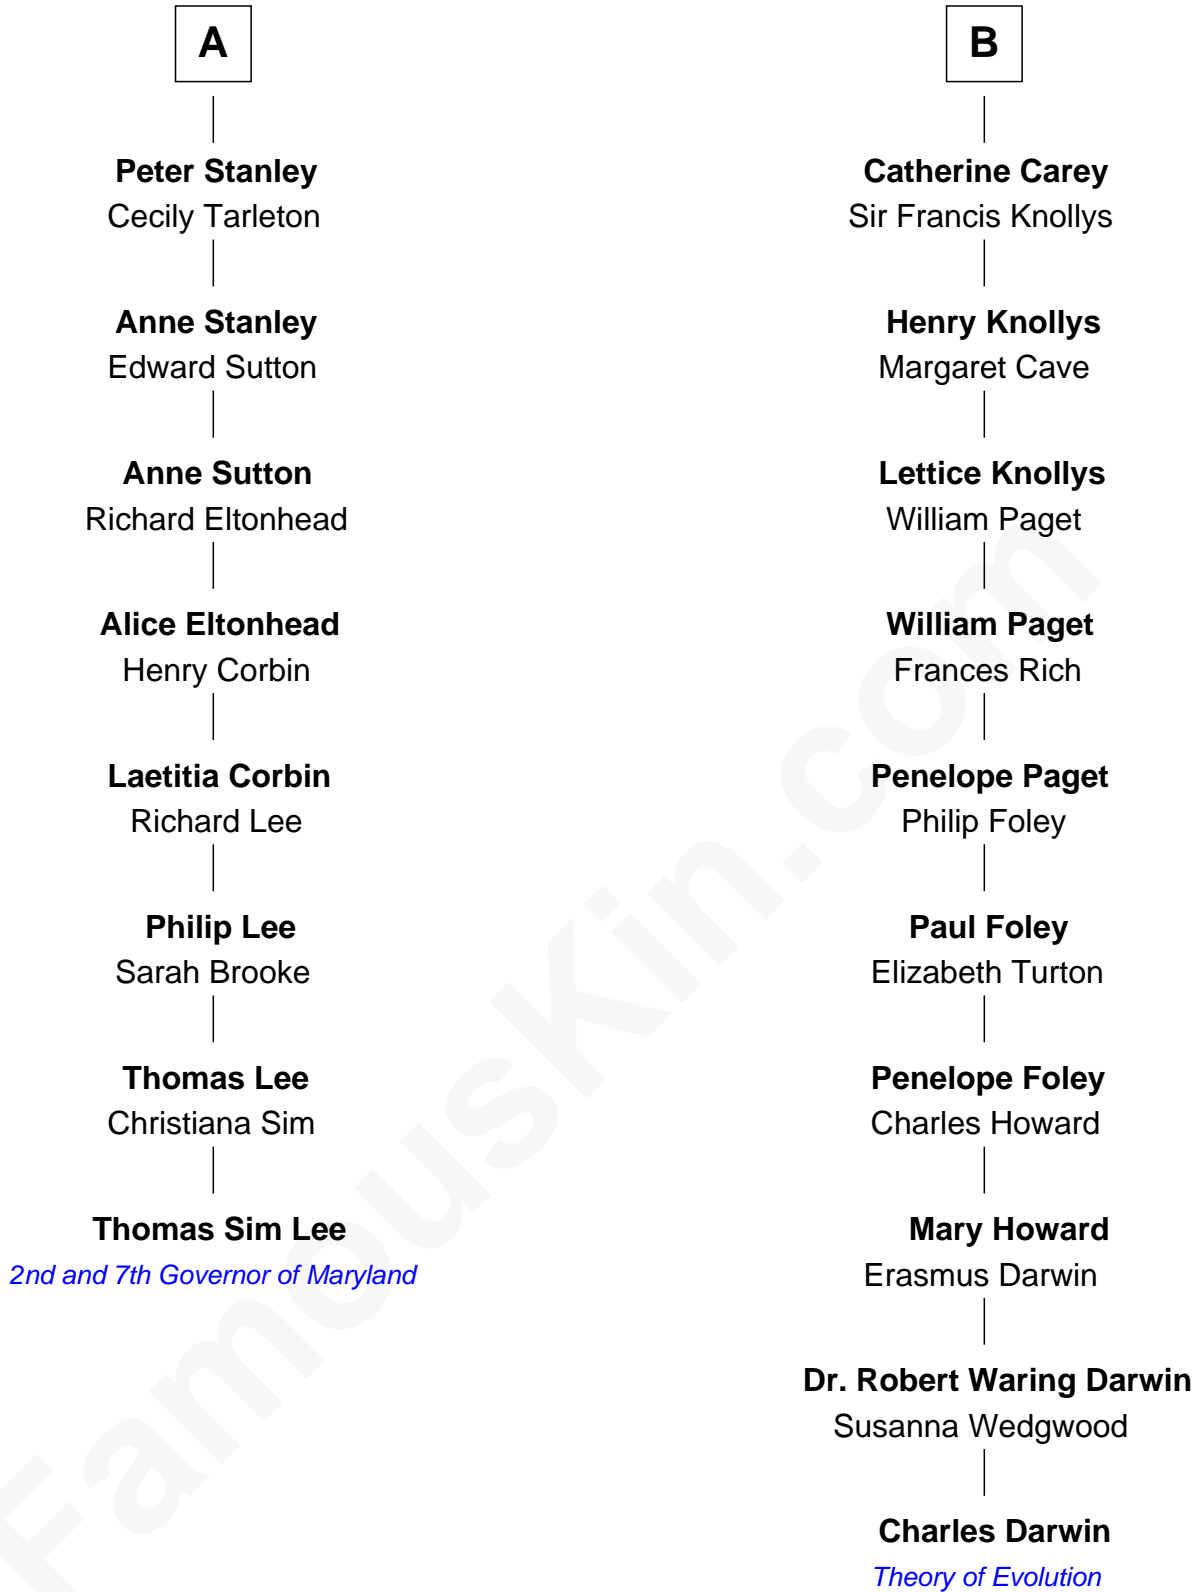 A
Peter Stanley
Cecily Tarleton
Anne Stanley
Edward Sutton
Anne Sutton
Richard Eltonhead
Alice Eltonhead
Henry Corbin
Laetitia Corbin
Richard Lee
Philip Lee
Sarah Brooke
Thomas Lee
Christiana Sim
Thomas Sim Lee
2nd and 7th Governor of Maryland
B
Catherine Carey
Sir Francis Knollys
Henry Knollys
Margaret Cave
Lettice Knollys
William Paget
William Paget
Frances Rich
Penelope Paget
Philip Foley
Paul Foley
Elizabeth Turton
Penelope Foley
Charles Howard
Mary Howard
Erasmus Darwin
Dr. Robert Waring Darwin
Susanna Wedgwood
Charles Darwin
Theory of Evolution
FamousKin.com